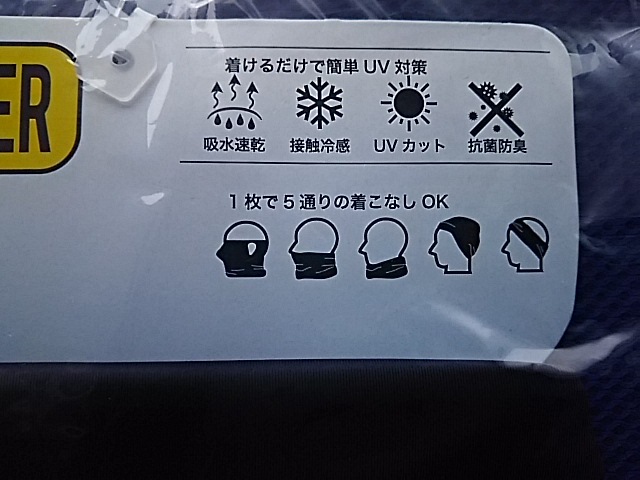 ER
着けるだけで簡単 UV 対策
吸水速乾 接触冷感 UVカット 抗菌防臭
1枚で5通りの着こなし OK